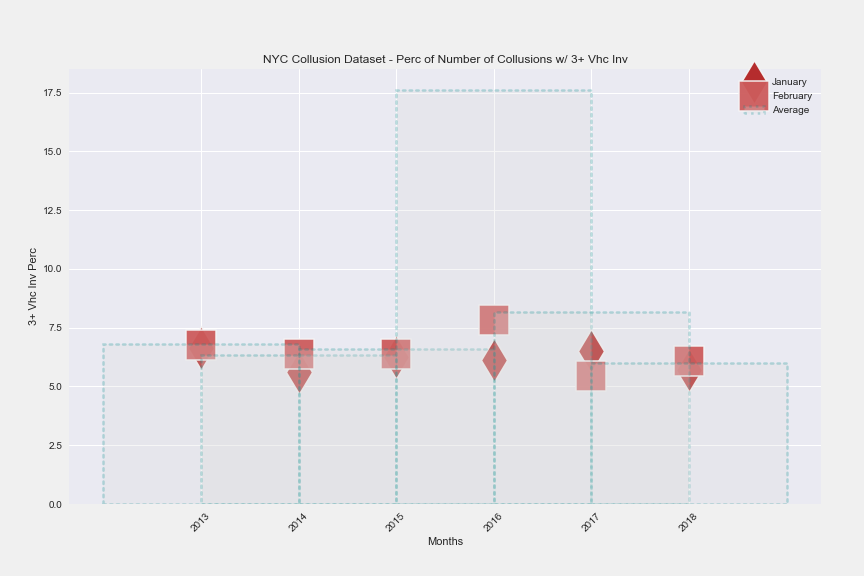 NYC Collusion Dataset - Perc of Number of Collusions w/ 3+ Vhc Inv
January
February
Average
17.5
15.0
12.5
10.0
7.5
5.0
2.5
0.0
3+ Vhc Inv Perc
2013
2014
2015
2016
2017
2018
Months